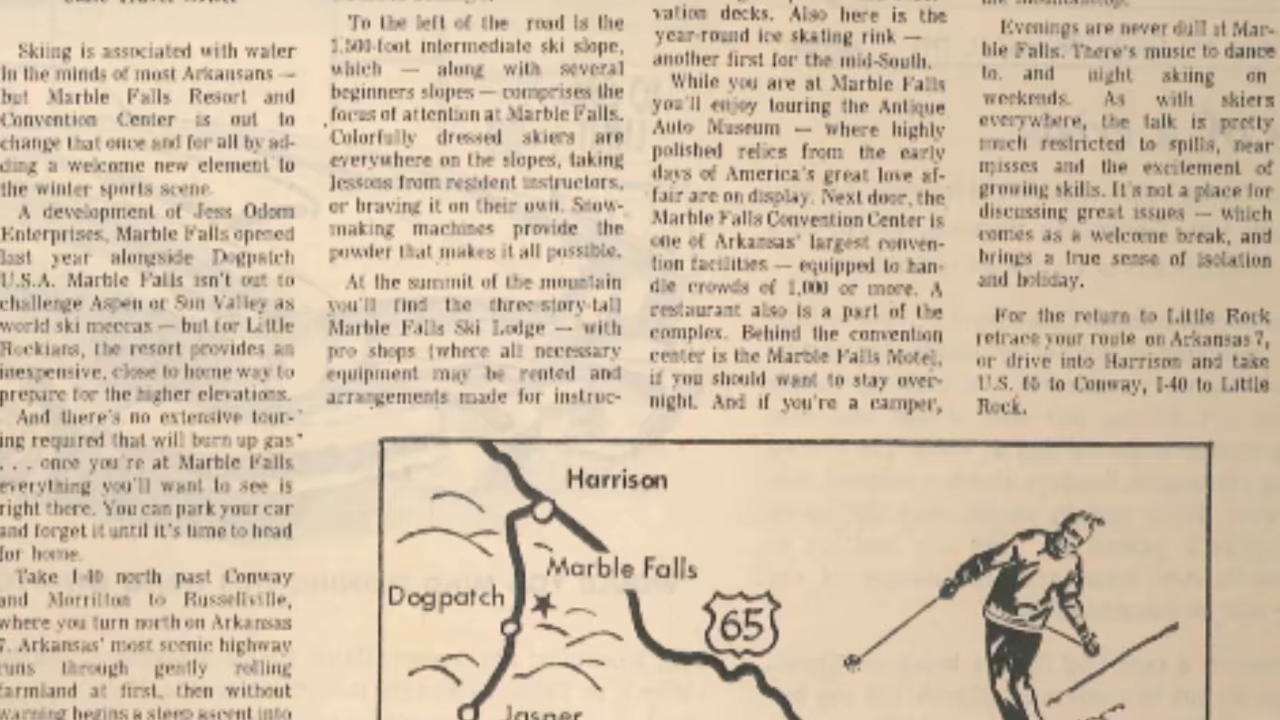 Skiing is associated with water
in the minds of most Arkansans —
but Marble Falls Resort and
Convention Center is out to
change that once and for all by ad-
ding a welcome new element to
the winter sports scene.
A development of Jess Odom
Enterprises, Marble Falls opened
last year alongside Dogpatch
U.S.A. Marble Falls isn't out to
challenge Aspen or Sun Valley as
world ski meccas — but for Little
Rockians, the resort provides an
inexpensive, close to home way to
prepare for the higher elevations.
And there's no extensive tour-
ing required that will burn up gas
. . . once you're at Marble Falls
everything you'll want to see is
right there. You can park your car
and forget it until it's time to head
for home.
Take I-40 north past Conway
and Morrilton to Russellville,
where you turn north on Arkansas
7. Arkansas' most scenic highway
runs through gently rolling
farmland at first, then without
warning begins a steep ascent into
To the left of the road is the
1,500-foot intermediate ski slope,
which — along with several
beginners slopes — comprises the
focus of attention at Marble Falls.
Colorfully dressed skiers are
everywhere on the slopes, taking
lessons from resident instructors,
or braving it on their own. Snow-
making machines provide the
powder that makes it all possible.
At the summit of the mountain
you'll find the three-story-tall
Marble Falls Ski Lodge — with
pro shops (where all necessary
equipment may be rented and
arrangements made for instruc-
vation decks. Also here is the
year-round ice skating rink —
another first for the mid-South.
While you are at Marble Falls
you'll enjoy touring the Antique
Auto Museum — where highly
polished relics from the early
days of America's great love af-
fair are on display. Next door, the
Marble Falls Convention Center is
one of Arkansas' largest conven-
tion facilities — equipped to han-
dle crowds of 1,000 or more. A
restaurant also is a part of the
complex. Behind the convention
center is the Marble Falls Motel,
if you should want to stay over-
night. And if you're a camper,
the mountaintop.
Evenings are never dull at Mar-
ble Falls. There's music to dance
to and night skiing on
weekends. As with skiers
everywhere, the talk is pretty
much restricted to spills, near
misses and the excitement of
growing skills. It's not a place for
discussing great issues — which
comes as a welcome break, and
brings a true sense of isolation
and holiday.
For the return to Little Rock
retrace your route on Arkansas 7,
or drive into Harrison and take
U.S. 65 to Conway, I-40 to Little
Rock.
Harrison
Marble Falls
Dogpatch
65
Jasper